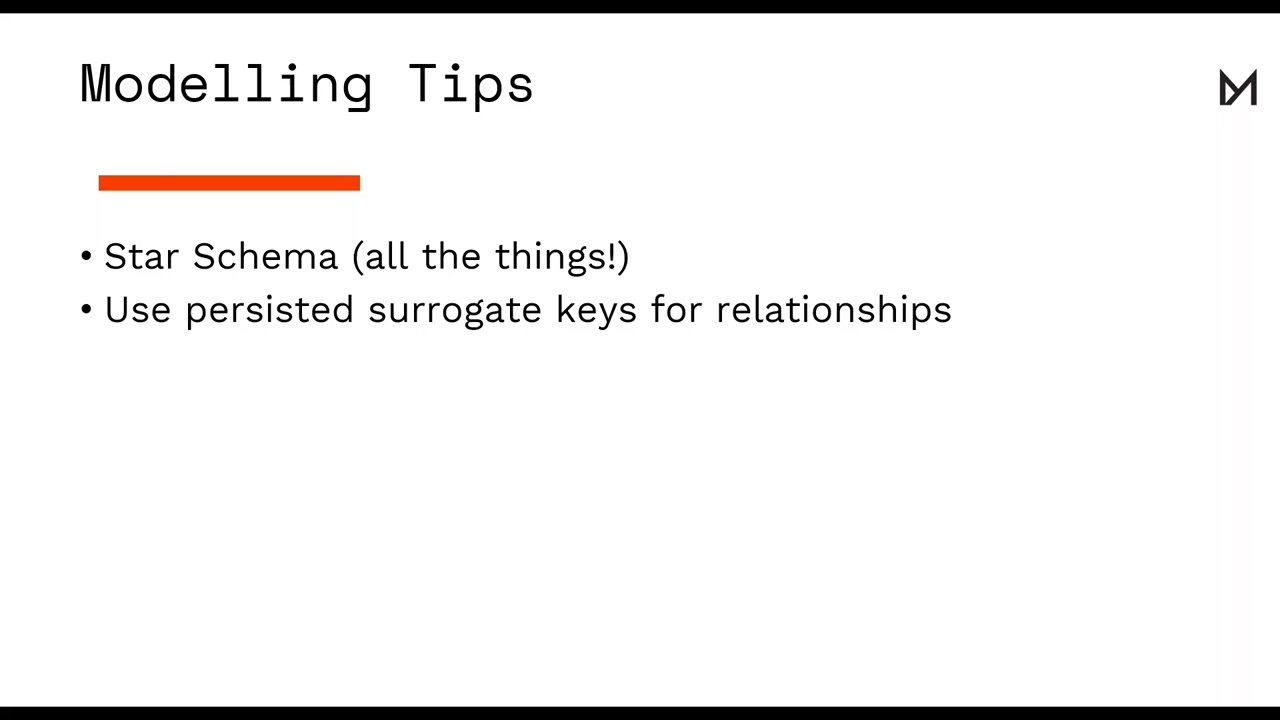 Modelling Tips
• Star Schema (all the things!)
• Use persisted surrogate keys for relationships